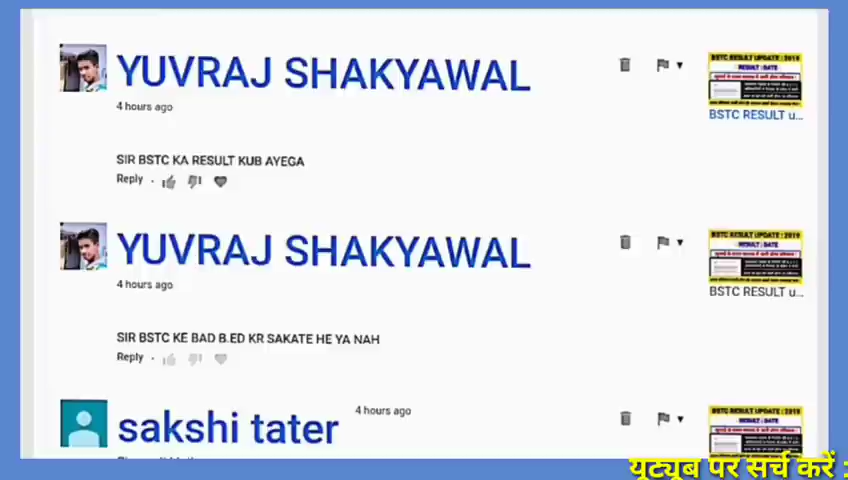 YUVRAJ SHAKYAWAL
4 hours ago
BSTC RESULT UPDATE : 2019
RESULT : DATE
BSTC RESULT u...
SIR BSTC KA RESULT KUB AYEGA
Reply
YUVRAJ SHAKYAWAL
4 hours ago
BSTC RESULT UPDATE : 2019
RESULT : DATE
BSTC RESULT u...
SIR BSTC KE BAD B.ED KR SAKATE HE YA NAH
Reply
sakshi tater
4 hours ago
BSTC RESULT UPDATE : 2019
RESULT : DATE
यूट्यूब पर सर्च करें :